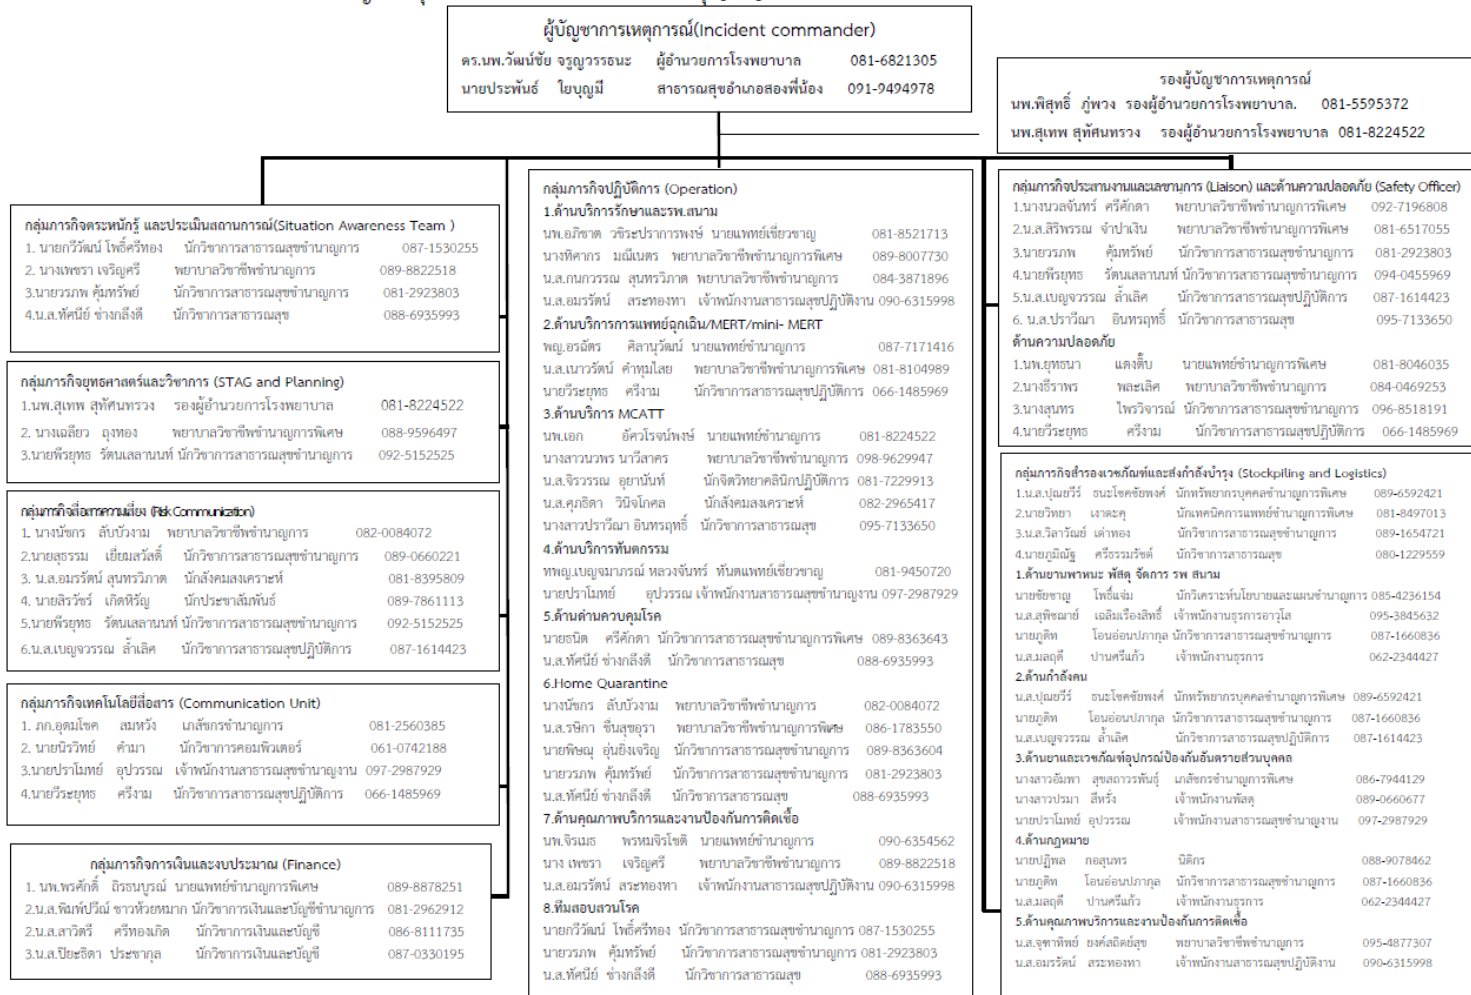 ผู้บัญชาการเหตุการณ์(Incident commander)
ดร.นพ.วัฒน์ชัย จรูญวรรธนะ ผู้อำนวยการโรงพยาบาล 081-6821305
นายประพันธ์ ใยบุญมี สาธารณสุขอำเภอสองพี่น้อง 091-9494978
รองผู้บัญชาการเหตุการณ์
นพ.พิสุทธิ์ ภู่พวง รองผู้อำนวยการโรงพยาบาล. 081-5595372
นพ.สุเทพ สุทัศนทรวง รองผู้อำนวยการโรงพยาบาล 081-8224522
กลุ่มภารกิจตระหนักรู้ และประเมินสถานการณ์(Situation Awareness Team )
1. นายกวีวัฒน์ โพธิ์ศรีทอง นักวิชาการสาธารณสุขชำนาญการ 087-1530255
2. นางเพชรา เจริญศรี พยาบาลวิชาชีพชำนาญการ 089-8822518
3.นายวรภพ คุ้มทรัพย์ นักวิชาการสาธารณสุขชำนาญการ 081-2923803
4.น.ส.ทัศนีย์ ช่างกลึงดี นักวิชาการสาธารณสุข 088-6935993
กลุ่มภารกิจยุทธศาสตร์และวิชาการ (STAG and Planning)
1.นพ.สุเทพ สุทัศนทรวง รองผู้อำนวยการโรงพยาบาล 081-8224522
2. นางเฉลียว ถุงทอง พยาบาลวิชาชีพชำนาญการพิเศษ 088-9596497
3.นายพีรยุทธ รัตนเสลานนท์ นักวิชาการสาธารณสุขชำนาญการ 092-5152525
กลุ่มภารกิจสื่อสารความเสี่ยง (Risk Communication)
1. นางนัชกร ลับบัวงาม พยาบาลวิชาชีพชำนาญการ 082-0084072
2.นายสุธรรม เยี่ยมสวัสดิ์ นักวิชาการสาธารณสุขชำนาญการ 089-0660221
3. น.ส.อมรรัตน์ สุนทรวิภาต นักสังคมสงเคราะห์ 081-8395809
4. นายสิรวัชร์ เกิดหิรัญ นักประชาสัมพันธ์ 089-7861113
5.นายพีรยุทธ รัตนเสลานนท์ นักวิชาการสาธารณสุขชำนาญการ 092-5152525
6.น.ส.เบญจวรรณ ล้ำเลิศ นักวิชาการสาธารณสุขปฏิบัติการ 087-1614423
กลุ่มภารกิจเทคโนโลยีสื่อสาร (Communication Unit)
1. ภก.อุดมโชค สมหวัง เภสัชกรชำนาญการ 081-2560385
2. นายนิรวิทย์ คำมา นักวิชาการคอมพิวเตอร์ 061-0742188
3.นายปราโมทย์ อุปวรรณ เจ้าพนักงานสาธารณสุขชำนาญงาน 097-2987929
4.นายวีระยุทธ ศรีงาม นักวิชาการสาธารณสุขปฏิบัติการ 066-1485969
กลุ่มภารกิจการเงินและงบประมาณ (Finance)
1. นพ.พรศักดิ์ ถิรธนบูรณ์ นายแพทย์ชำนาญการพิเศษ 089-8878251
2.น.ส.พิมพ์ปวีณ์ ชาวห้วยหมาก นักวิชาการเงินและบัญชีชำนาญการ 081-2962912
2.น.ส.สาวิตรี ศรีทองเกิด นักวิชาการเงินและบัญชี 086-8111735
3.น.ส.ปิยะธิดา ประชากุล นักวิชาการเงินและบัญชี 087-0330195
กลุ่มภารกิจปฏิบัติการ (Operation)
1.ด้านบริการรักษาและรพ.สนาม
นพ.อภิชาต วชิระปราการพงษ์ นายแพทย์เชี่ยวชาญ 081-8521713
นางทิศากร มณีเนตร พยาบาลวิชาชีพชำนาญการพิเศษ 089-8007730
น.ส.กนกวรรณ สุนทรวิภาต พยาบาลวิชาชีพชำนาญการ 084-3871896
น.ส.อมรรัตน์ สระทองทา เจ้าพนักงานสาธารณสุขปฏิบัติงาน 090-6315998
2.ด้านบริการการแพทย์ฉุกเฉิน/MERT/mini- MERT
พญ.อรฉัตร ศิลานุวัฒน์ นายแพทย์ชำนาญการ 087-7171416
น.ส.เนาวรัตน์ คำทุมไสย พยาบาลวิชาชีพชำนาญการพิเศษ 081-8104989
นายวีระยุทธ ศรีงาม นักวิชาการสาธารณสุขปฏิบัติการ 066-1485969
3.ด้านบริการ MCATT
นพ.เอก อัศวโรจน์พงษ์ นายแพทย์ชำนาญการ 081-8224522
นางสาวนวพร นาวีสาคร พยาบาลวิชาชีพชำนาญการ 098-9629947
น.ส.จิรวรรณ อุยานันท์ นักจิตวิทยาคลินิกปฏิบัติการ 081-7229913
น.ส.ศุภธิดา วินิจโกศล นักสังคมสงเคราะห์ 082-2965417
นางสาวปราวีณา อินทรฤทธิ์ นักวิชาการสาธารณสุข 095-7133650
4.ด้านบริการทันตกรรม
ทพญ.เบญจมาภรณ์ หลวงจันทร์ ทันตแพทย์เชี่ยวชาญ 081-9450720
นายปราโมทย์ อุปวรรณ เจ้าพนักงานสาธารณสุขชำนาญงาน 097-2987929
5.ด้านด่านควบคุมโรค
นายธนิต ศรีศักดา นักวิชาการสาธารณสุขชำนาญการพิเศษ 089-8363643
น.ส.ทัศนีย์ ช่างกลึงดี นักวิชาการสาธารณสุข 088-6935993
6.Home Quarantine
นางนัชกร ลับบัวงาม พยาบาลวิชาชีพชำนาญการ 082-0084072
น.ส.รษิกา ชื่นสุขอุรา พยาบาลวิชาชีพชำนาญการพิเศษ 086-1783550
นายพิษณุ อุ่นยิ่งเจริญ นักวิชาการสาธารณสุขชำนาญการ 089-8363604
นายวรภพ คุ้มทรัพย์ นักวิชาการสาธารณสุขชำนาญการ 081-2923803
น.ส.ทัศนีย์ ช่างกลึงดี นักวิชาการสาธารณสุข 088-6935993
7.ด้านคุณภาพบริการและงานป้องกันการติดเชื้อ
นพ.จิรเมธ พรหมจิรโชติ นายแพทย์ชำนาญการ 090-6354562
นาง เพชรา เจริญศรี พยาบาลวิชาชีพชำนาญการ 089-8822518
น.ส.อมรรัตน์ สระทองทา เจ้าพนักงานสาธารณสุขปฏิบัติงาน 090-6315998
8.ทีมสอบสวนโรค
นายกวีวัฒน์ โพธิ์ศรีทอง นักวิชาการสาธารณสุขชำนาญการ 087-1530255
นายวรภพ คุ้มทรัพย์ นักวิชาการสาธารณสุขชำนาญการ 081-2923803
น.ส.ทัศนีย์ ช่างกลึงดี นักวิชาการสาธารณสุข 088-6935993
กลุ่มภารกิจประสานงานและเลขานุการ (Liaison) และด้านความปลอดภัย (Safety Officer)
1.นางนวลจันทร์ ศรีศักดา พยาบาลวิชาชีพชำนาญการพิเศษ 092-7196808
2.น.ส.สิริพรรณ จำปาเงิน พยาบาลวิชาชีพชำนาญการพิเศษ 081-6517055
3.นายวรภพ คุ้มทรัพย์ นักวิชาการสาธารณสุขชำนาญการ 081-2923803
4.นายพีรยุทธ รัตนเสลานนท์ นักวิชาการสาธารณสุขชำนาญการ 094-0455969
5.น.ส.เบญจวรรณ ล้ำเลิศ นักวิชาการสาธารณสุขปฏิบัติการ 087-1614423
6. น.ส.ปราวีณา อินทรฤทธิ์ นักวิชาการสาธารณสุข 095-7133650
ด้านความปลอดภัย
1.นพ.ยุทธนา แดงตื้บ นายแพทย์ชำนาญการพิเศษ 081-8046035
2.นางธีราพร พละเลิศ พยาบาลวิชาชีพชำนาญการ 084-0469253
3.นางสุนทร ไพรวิจารณ์ นักวิชาการสาธารณสุขชำนาญการ 096-8518191
4.นายวีระยุทธ ศรีงาม นักวิชาการสาธารณสุขปฏิบัติการ 066-1485969
กลุ่มภารกิจสำรองเวชภัณฑ์และส่งกำลังบำรุง (Stockpiling and Logistics)
1.น.ส.ปุณยวีร์ ธนะโชคชัยพงศ์ นักทรัพยากรบุคคลชำนาญการพิเศษ 089-6592421
2.นายวิทยา เงาตะคุ นักเทคนิคการแพทย์ชำนาญการพิเศษ 081-8497013
3.น.ส.วิลาวัณย์ เต่าทอง นักวิชาการสาธารณสุขชำนาญการ 089-1654721
4.นายภูมิณัฐ ศรีธรรมรัชต์ นักวิชาการสาธารณสุข 080-1229559
1.ด้านยานพาหนะ พัสดุ จัดการ รพ สนาม
นายชัยชาญ โพธิ์แจ่ม นักวิเคราะห์นโยบายและแผนชำนาญการ 085-4236154
น.ส.สุพิชฌาย์ เฉลิมเรืองสิทธิ์ เจ้าพนักงานธุรการอาวุโส 095-3845632
นายภูดิท โอนอ่อนปภากุล นักวิชาการสาธารณสุขชำนาญการ 087-1660836
น.ส.มลฤดี ปานศรีแก้ว เจ้าพนักงานธุรการ 062-2344427
2.ด้านกำลังคน
น.ส.ปุณยวีร์ ธนะโชคชัยพงศ์ นักทรัพยากรบุคคลชำนาญการพิเศษ 089-6592421
นายภูดิท โอนอ่อนปภากุล นักวิชาการสาธารณสุขชำนาญการ 087-1660836
น.ส.เบญจวรรณ ล้ำเลิศ นักวิชาการสาธารณสุขปฏิบัติการ 087-1614423
3.ด้านยาและเวชภัณฑ์อุปกรณ์ป้องกันอันตรายส่วนบุคคล
นางสาวอัมพา สุขสถาวรพันธุ์ เภสัชกรชำนาญการพิเศษ 086-7944129
นางสาวปรมา สีหรั่ง เจ้าพนักงานพัสดุ 089-0660677
นายปราโมทย์ อุปวรรณ เจ้าพนักงานสาธารณสุขชำนาญงาน 097-2987929
4.ด้านกฎหมาย
นายปฏิพล กอสุนทร นิติกร 088-9078462
นายภูดิท โอนอ่อนปภากุล นักวิชาการสาธารณสุขชำนาญการ 087-1660836
น.ส.มลฤดี ปานศรีแก้ว เจ้าพนักงานธุรการ 062-2344427
5.ด้านคุณภาพบริการและงานป้องกันการติดเชื้อ
น.ส.จุฑาทิพย์ ยงค์สถิตย์สุข พยาบาลวิชาชีพชำนาญการ 095-4877307
น.ส.อมรรัตน์ สระทองทา เจ้าพนักงานสาธารณสุขปฏิบัติงาน 090-6315998